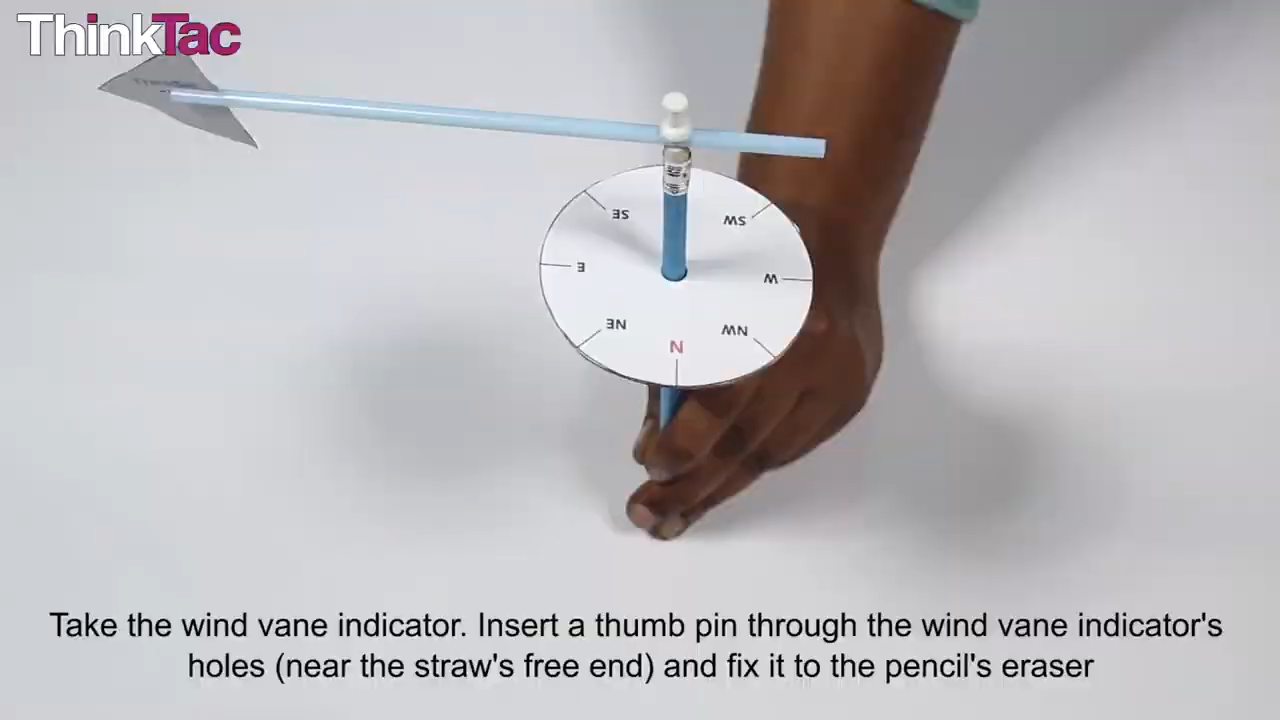 ThinkTac
SE
SW
E
W
NE
NW
N
Take the wind vane indicator. Insert a thumb pin through the wind vane indicator's
holes (near the straw's free end) and fix it to the pencil's eraser